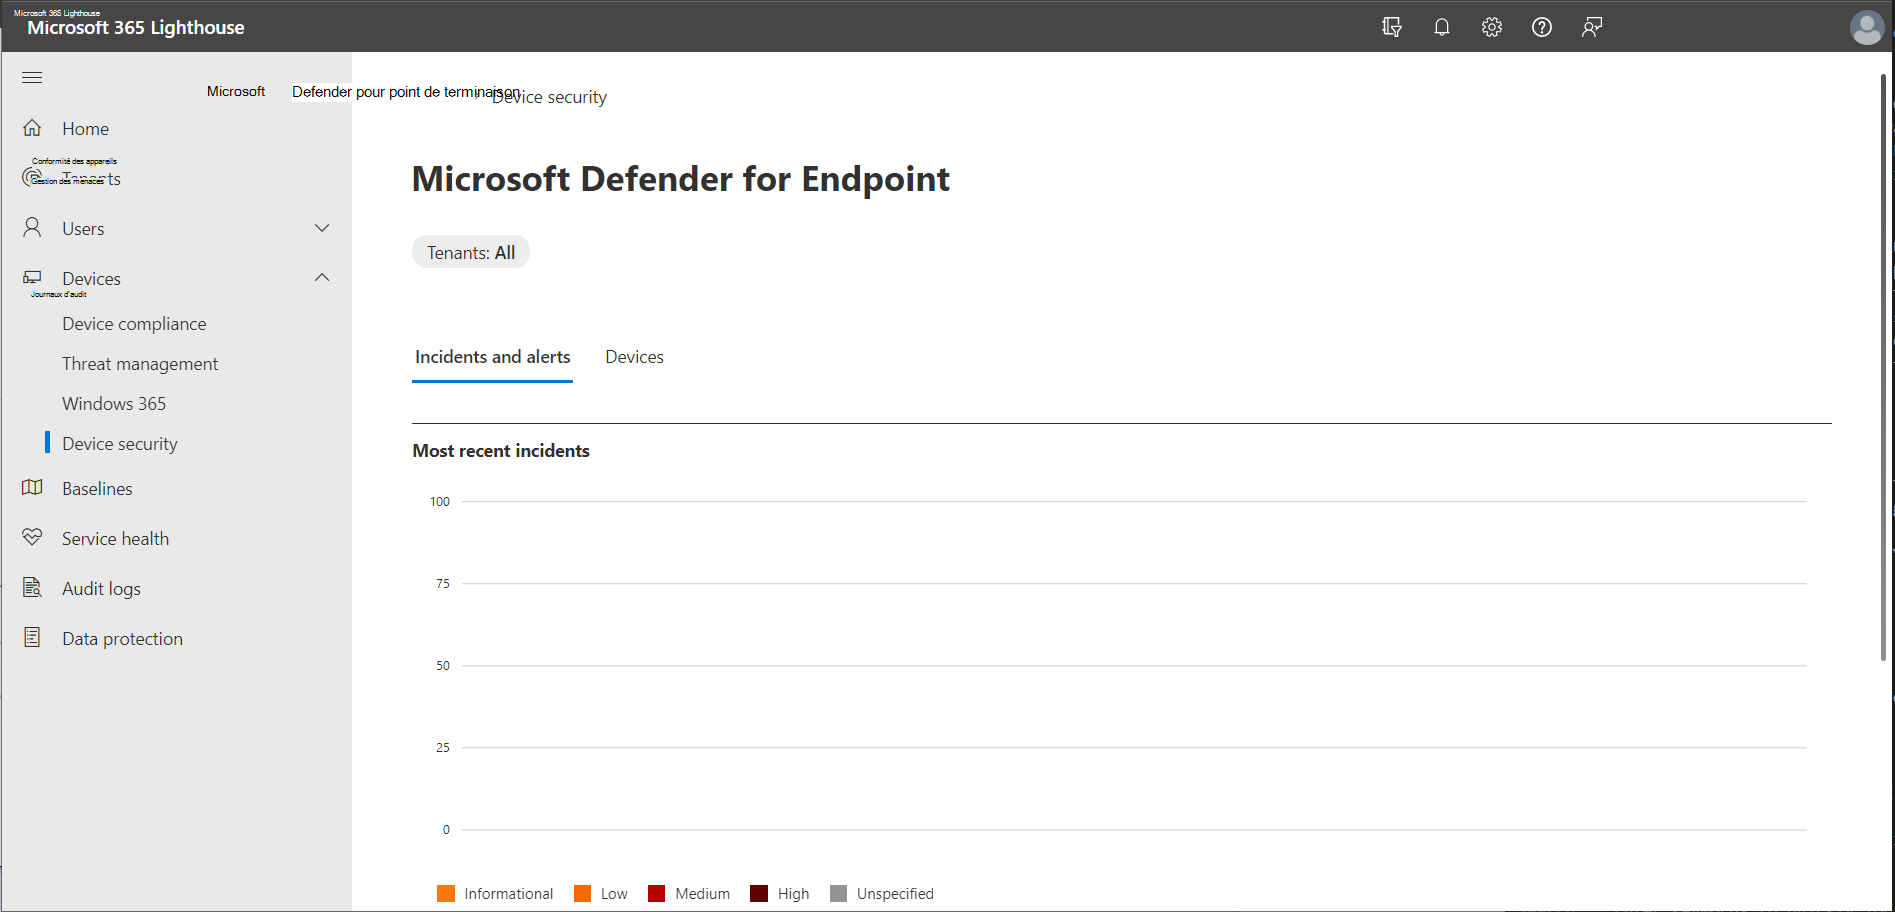 Microsoft 365 Lighthouse
Microsoft 365 Lighthouse
Microsoft Defender pour point de terminaison
Device security
Home
Conformité des appareils
Tenants
Gestion des menaces
Users
Devices
Journaux d'audit
Device compliance
Threat management
Windows 365
Device security
Baselines
Service health
Audit logs
Data protection
Microsoft Defender for Endpoint
Tenants: All
Incidents and alerts Devices
Most recent incidents
100
75
50
25
0
Informational Low Medium High Unspecified